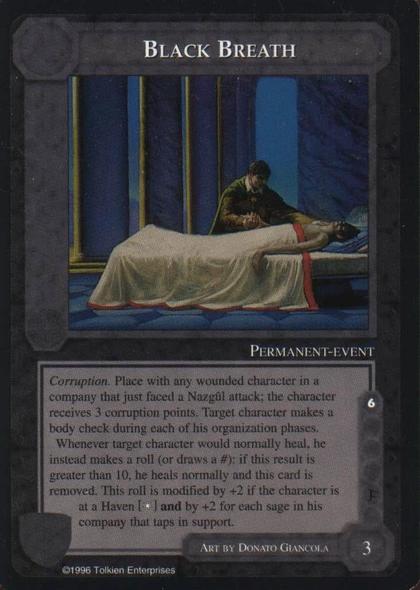 BLACK BREATH
PERMANENT-EVENT
Corruption. Place with any wounded character in a
company that just faced a Nazgûl attack; the character
receives 3 corruption points. Target character makes a
body check during each of his organization phases.
Whenever target character would normally heal, he
instead makes a roll (or draws a #): if this result is
greater than 10, he heals normally and this card is
removed. This roll is modified by +2 if the character is
at a Haven [ ] and by +2 for each sage in his
company that taps in support.
6
ART BY DONATO GIANCOLA
3
©1996 Tolkien Enterprises